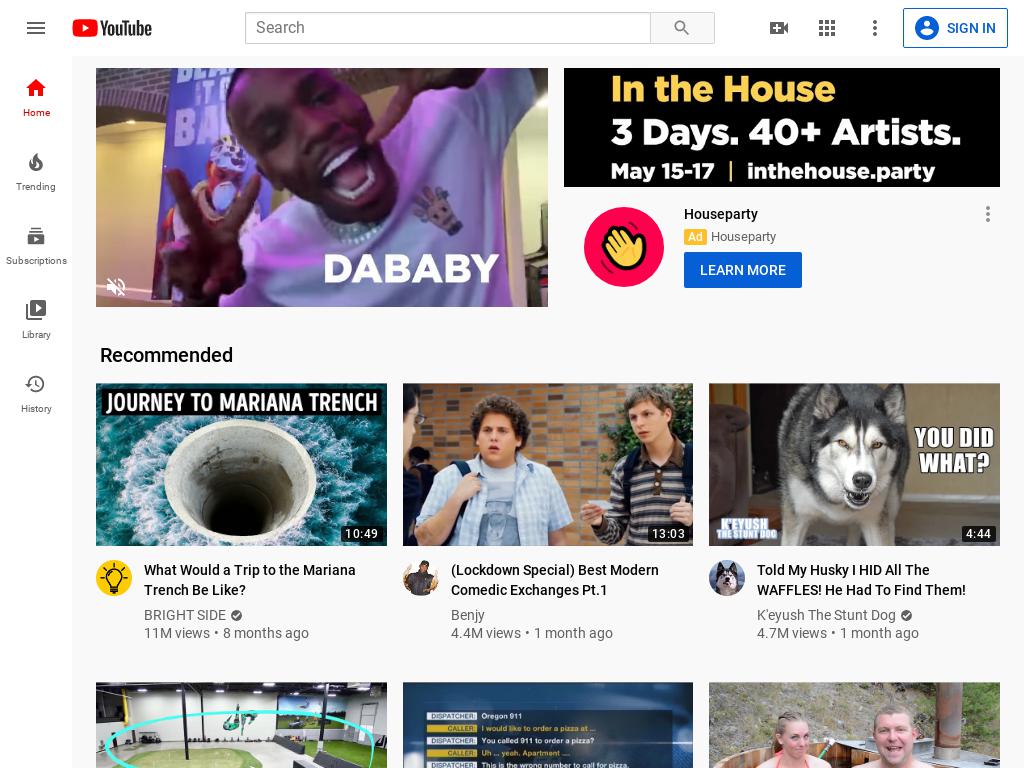 YouTube
Search
SIGN IN
Home
Trending
Subscriptions
Library
History
DABABY
In the House
3 Days. 40+ Artists.
May 15-17 | inthehouse.party
Houseparty
Ad Houseparty
LEARN MORE
Recommended
JOURNEY TO MARIANA TRENCH
10:49
13:03
YOU DID
WHAT?
K'EYUSH
THE STUNT DOG
4:44
What Would a Trip to the Mariana
Trench Be Like?
BRIGHT SIDE
11M views • 8 months ago
(Lockdown Special) Best Modern
Comedic Exchanges Pt.1
Benjy
4.4M views • 1 month ago
Told My Husky I HID All The
WAFFLES! He Had To Find Them!
K'eyush The Stunt Dog
4.7M views • 1 month ago
DISPATCHER: Oregon 911
CALLER: I would like to order a pizza at ...
DISPATCHER: You called 911 to order a pizza?
CALLER: Uh ... yeah. Apartment ....
DISPATCHER: This is the wrong number to call for pizza.